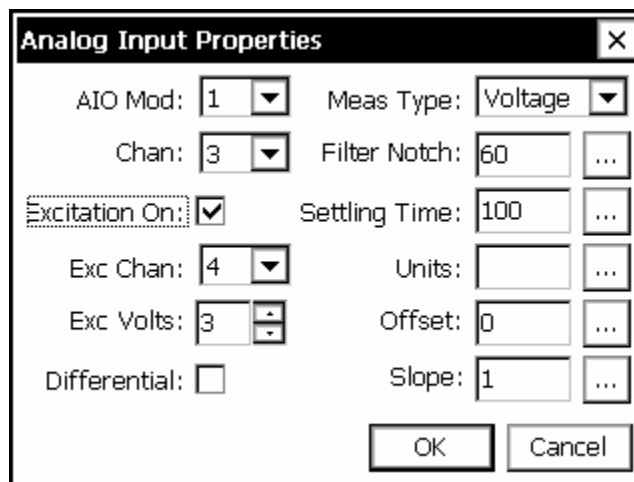 Analog Input Properties
AIO Mod: 1 Meas Type: Voltage
Chan: 3 Filter Notch: 60 ...
Excitation On: Settling Time: 100 ...
Exc Chan: 4 Units: ...
Exc Volts: 3 Offset: 0 ...
Differential: Slope: 1 ...
OK Cancel